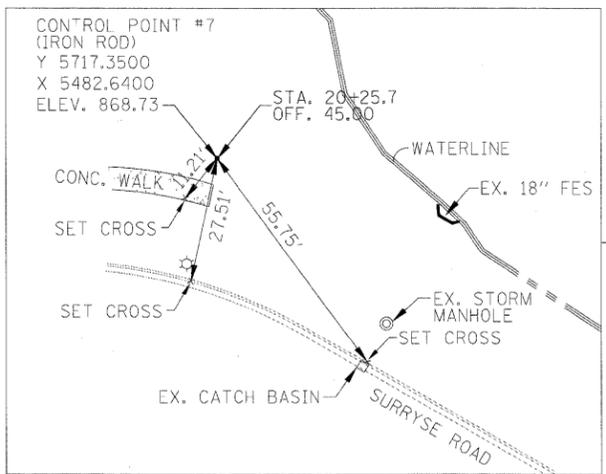 CONTROL POINT #7
(IRON ROD)
Y 5717.3500
X 5482.6400
ELEV. 868.73
STA. 20+25.7
OFF. 45.00
WATERLINE
CONC. WALK
11.21'
EX. 18" FES
27.51'
55.75'
SET CROSS
SET CROSS
EX. STORM
MANHOLE
SET CROSS
EX. CATCH BASIN
SURRYSE ROAD